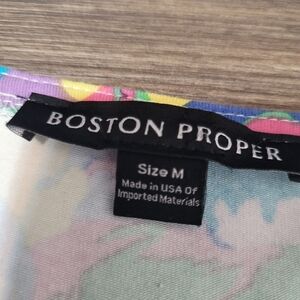 BOSTON PROPER
Size M
Made in USA Of
Imported Materials